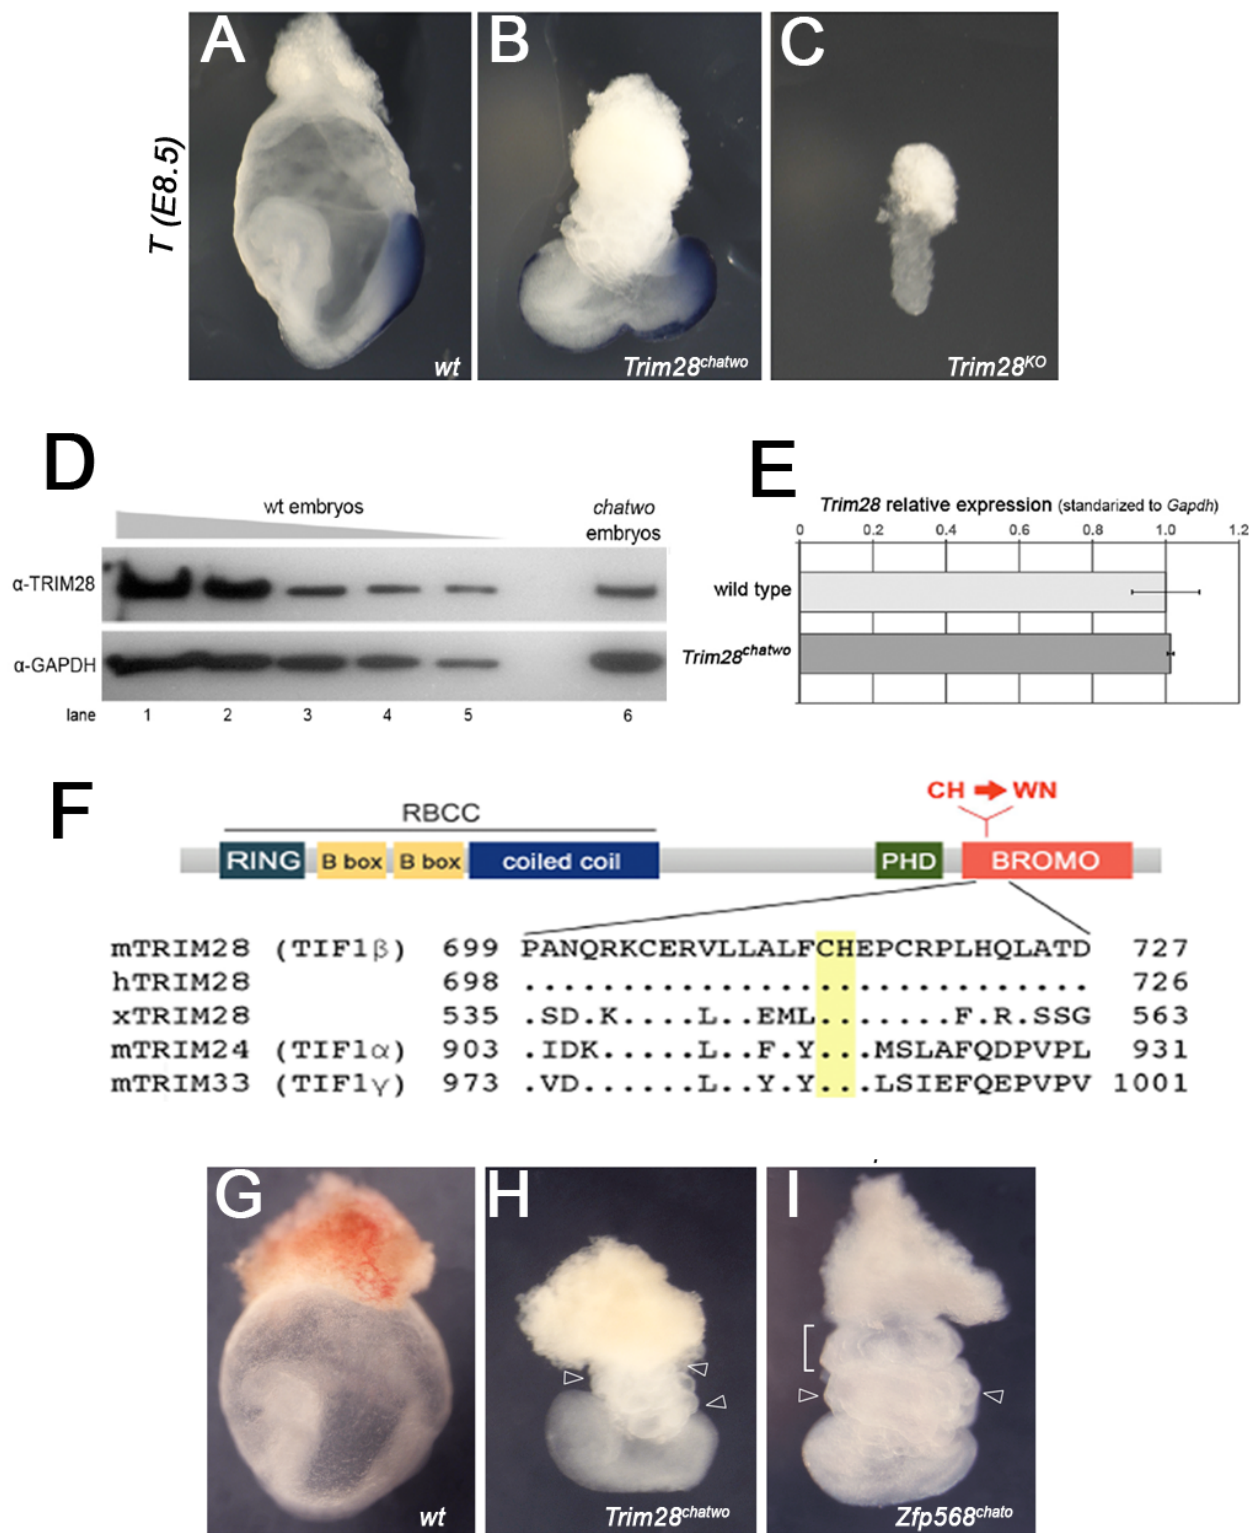 A B C
T (E8.5)
wt Trim28chatwo Trim28KO
D
wt embryos
chatwo
embryos
α-TRIM28
α-GAPDH
lane 1 2 3 4 5 6
E
Trim28 relative expression (standarized to Gapdh)
0 0.2 0.4 0.6 0.8 1.0 1.2
wild type
Trim28chatwo
F
CH WN
RBCC
RING B box B box coiled coil PHD BROMO
mTRIM28 (TIF1β) 699 PANQRKCERVLLALFCHEPCRPLHQLATD 727
hTRIM28 698 ............................. 726
xTRIM28 535 .SD.K....L..EML.......F.R.SSG 563
mTRIM24 (TIF1α) 903 .IDK.....L..F.Y...MSLAFQDPVPL 931
mTRIM33 (TIF1γ) 973 .VD......L..Y.Y...LSIEFQEPVPV 1001
G H I
wt Trim28chatwo Zfp568chato